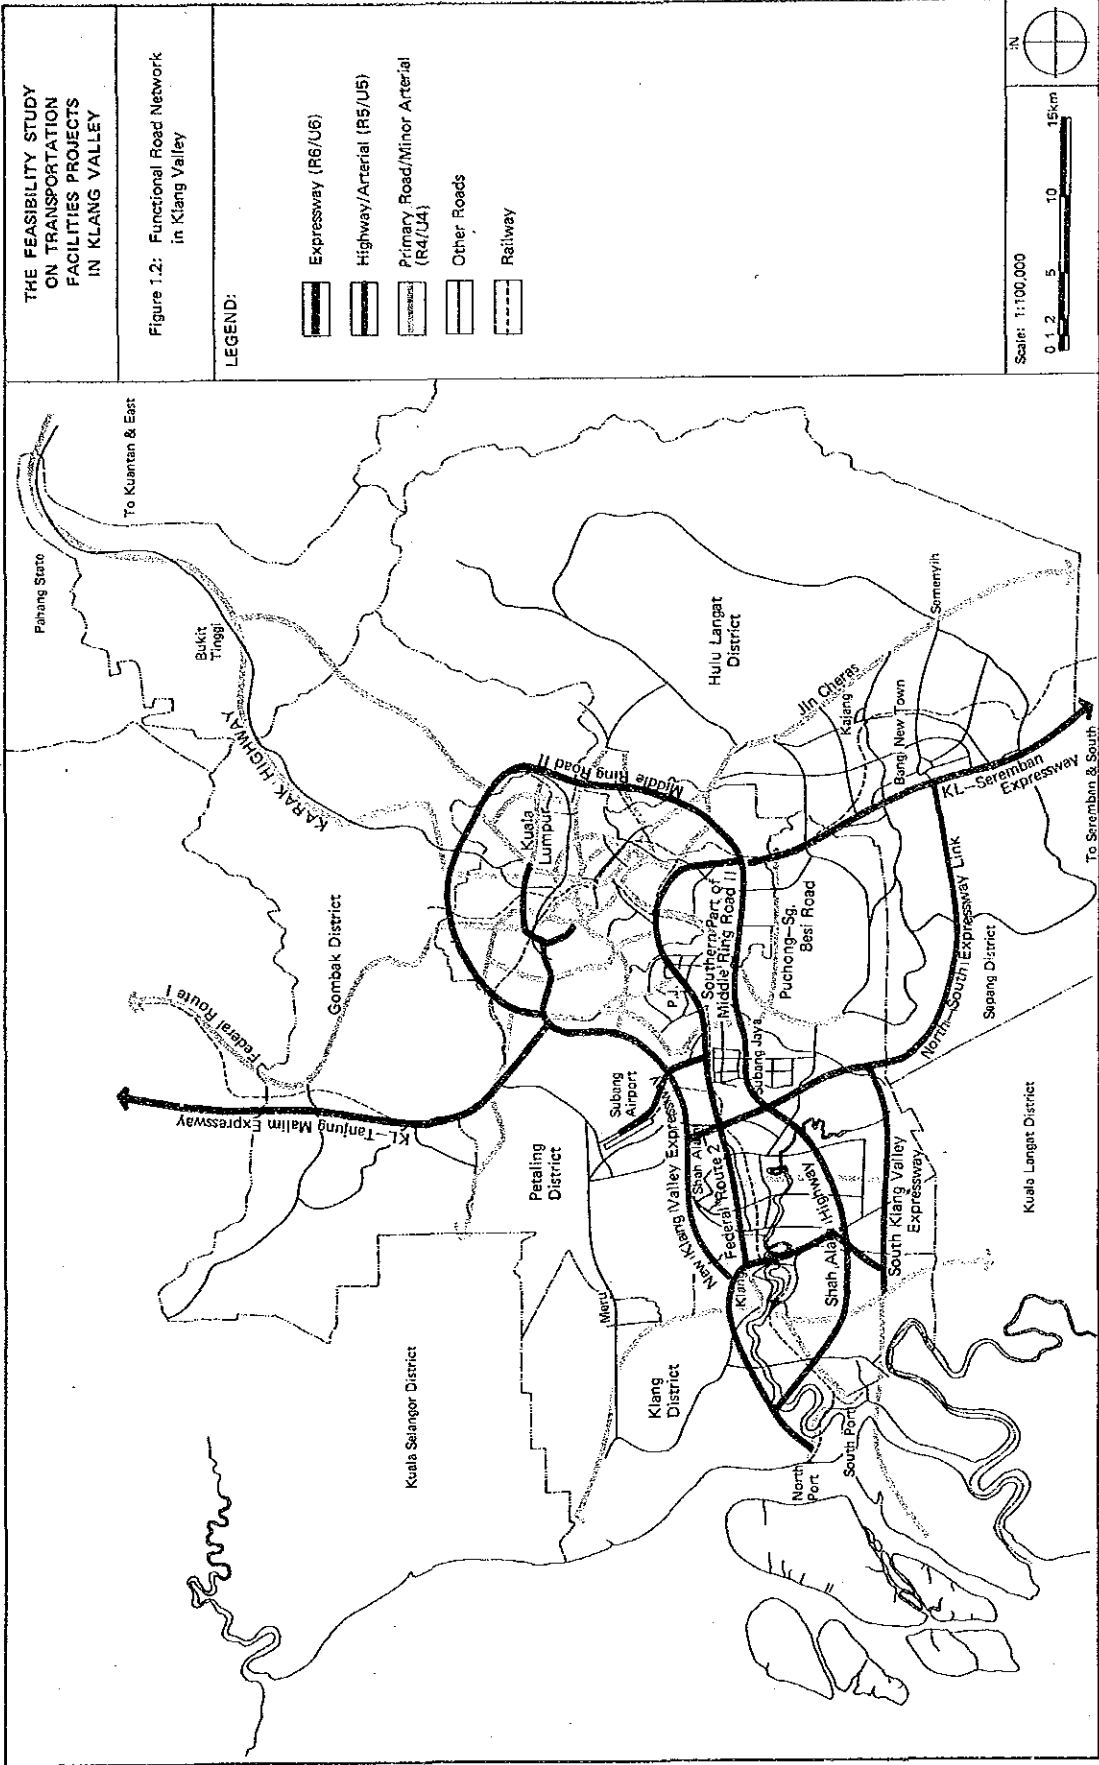 THE FEASIBILITY STUDY
ON TRANSPORTATION
FACILITIES PROJECTS
IN KLANG VALLEY
Figure 1.2: Functional Road Network
in Klang Valley
LEGEND:
Expressway (R6/U6)
Highway/Arterial (R5/U5)
Primary Road/Minor Arterial
(R4/U4)
Other Roads
Railway
Scale: 1:100,000
0 1 2 5 10 15km
N
Pahang State
To Kuantan & East
Bukit
Tinggi
KARAK HIGHWAY
Gombak District
Federal Route I
KL-Tanjung Malim Expressway
Kuala Selangor District
Petaling
District
Subang
Airport
Kuala
Lumpur
Middle Ring Road II
Hulu Langat
District
Jln Cheras
Kajang
Somenyih
Bangi New Town
KL-Seremban
Expressway
To Seremban & South
Southern Part of
Middle Ring Road II
P.J.
Puchong-Sg.
Besi Road
Subang Jaya
North-South Expressway Link
Sepang District
New Klang Valley Expressway
Shah Alam
Federal Route 2
Shah Alam Highway
South Klang Valley
Expressway
Kuala Langat District
Meru
Klang
Klang
District
North
Port
South Port